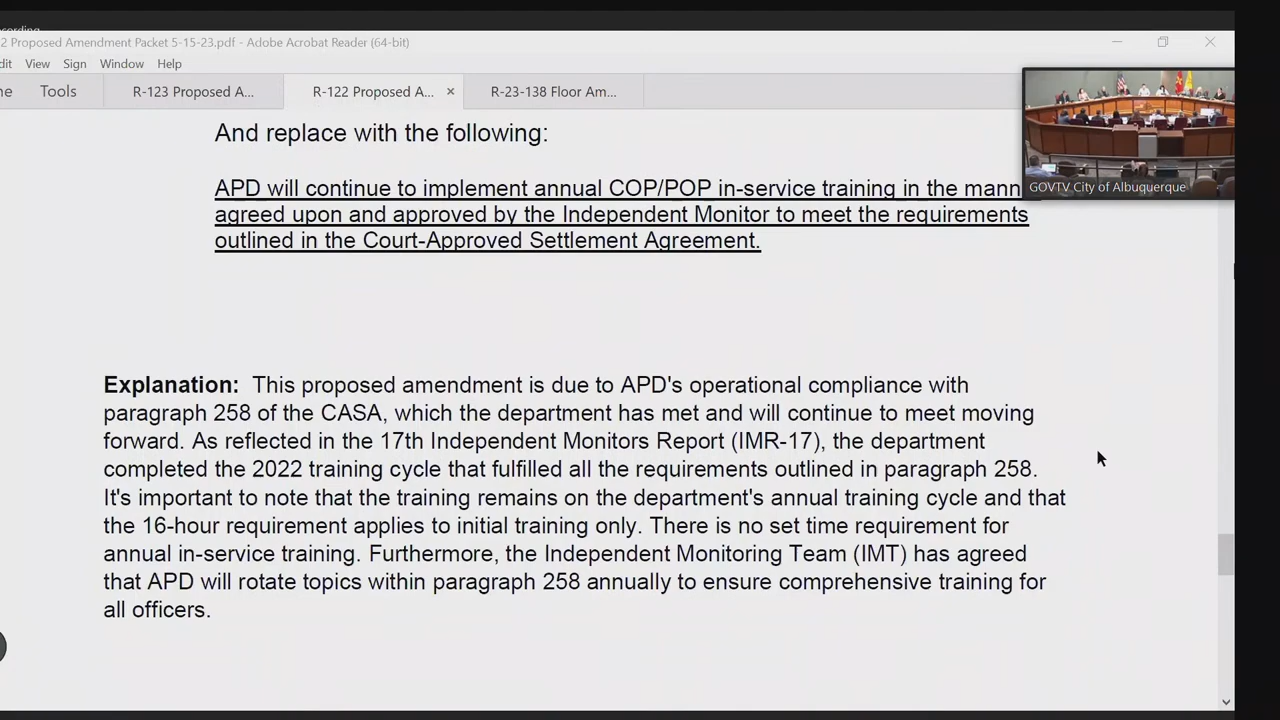 ecording
2 Proposed Amendment Packet 5-15-23.pdf - Adobe Acrobat Reader (64-bit)
dit View Sign Window Help
me Tools R-123 Proposed A... R-122 Proposed A... × R-23-138 Floor Am...
And replace with the following:
APD will continue to implement annual COP/POP in-service training in the mann
agreed upon and approved by the Independent Monitor to meet the requirements
outlined in the Court-Approved Settlement Agreement.
GOVTV City of Albuquerque
Explanation: This proposed amendment is due to APD's operational compliance with
paragraph 258 of the CASA, which the department has met and will continue to meet moving
forward. As reflected in the 17th Independent Monitors Report (IMR-17), the department
completed the 2022 training cycle that fulfilled all the requirements outlined in paragraph 258.
It's important to note that the training remains on the department's annual training cycle and that
the 16-hour requirement applies to initial training only. There is no set time requirement for
annual in-service training. Furthermore, the Independent Monitoring Team (IMT) has agreed
that APD will rotate topics within paragraph 258 annually to ensure comprehensive training for
all officers.